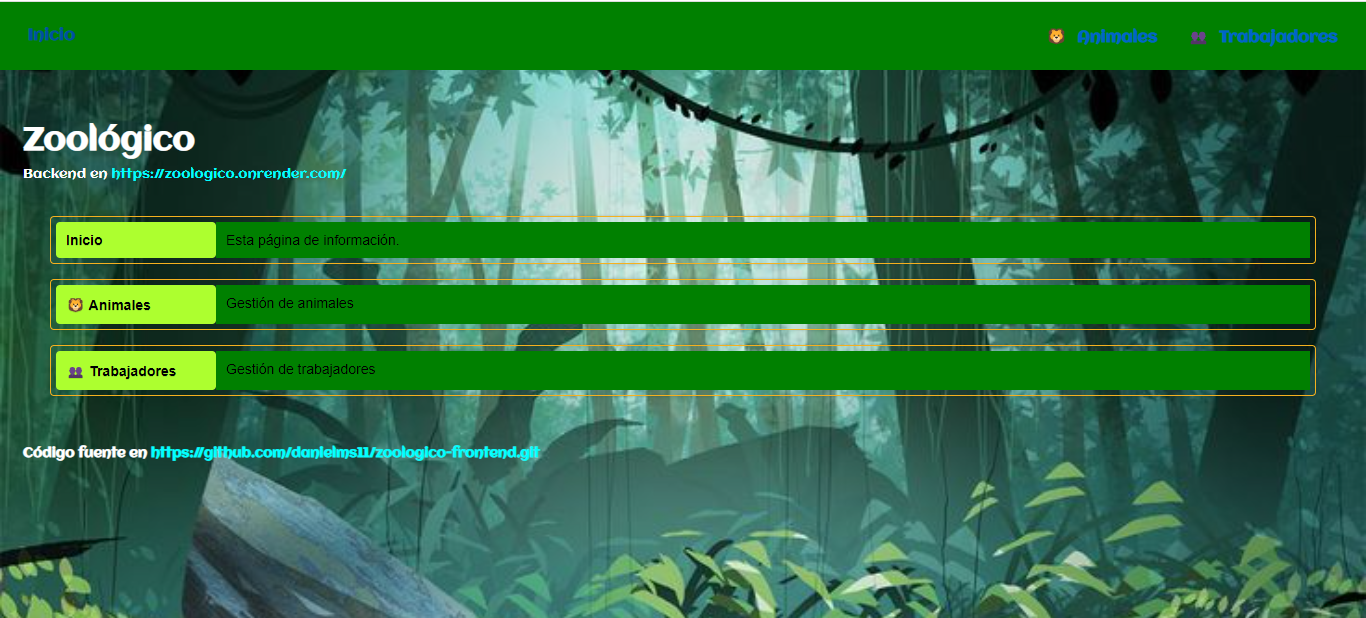 Inicio
🦁 Animales 👥 Trabajadores
Zoológico
Backend en https://zoologico.onrender.com/
Inicio Esta página de información.
🦁 Animales Gestión de animales
👥 Trabajadores Gestión de trabajadores
Código fuente en https://github.com/danielms11/zoologico-frontend.git